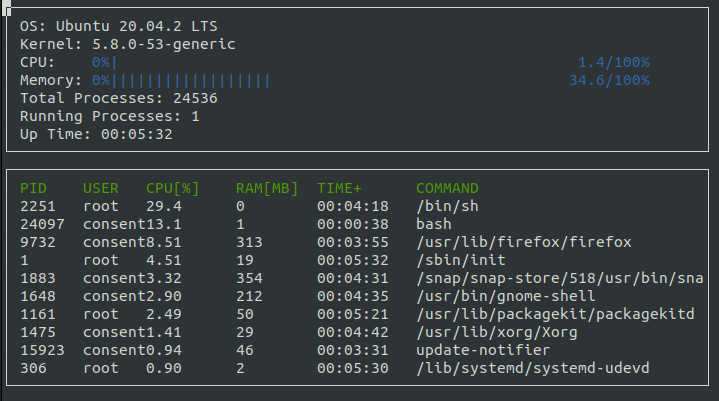 OS: Ubuntu 20.04.2 LTS
Kernel: 5.8.0-53-generic
CPU: 0%| 1.4/100%
Memory: 0%|||||||||||||||||| 34.6/100%
Total Processes: 24536
Running Processes: 1
Up Time: 00:05:32
PID USER CPU[%] RAM[MB] TIME+ COMMAND
2251 root 29.4 0 00:04:18 /bin/sh
24097 consent13.1 1 00:00:38 bash
9732 consent8.51 313 00:03:55 /usr/lib/firefox/firefox
1 root 4.51 19 00:05:32 /sbin/init
1883 consent3.32 354 00:04:31 /snap/snap-store/518/usr/bin/sna
1648 consent2.90 212 00:04:35 /usr/bin/gnome-shell
1161 root 2.49 50 00:05:21 /usr/lib/packagekit/packagekitd
1475 consent1.41 29 00:04:42 /usr/lib/xorg/Xorg
15923 consent0.94 46 00:03:31 update-notifier
306 root 0.90 2 00:05:30 /lib/systemd/systemd-udevd